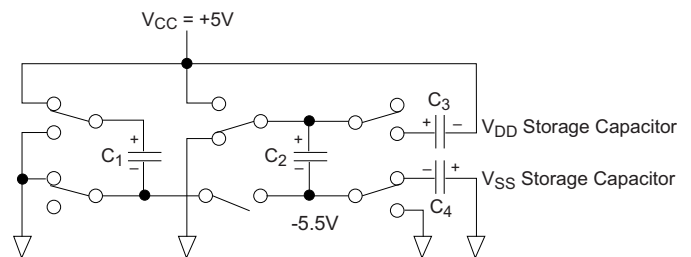 VCC = +5V
C1
+
−
C2
+
−
-5.5V
C3
+ −
VDD Storage Capacitor
− +
VSS Storage Capacitor
C4